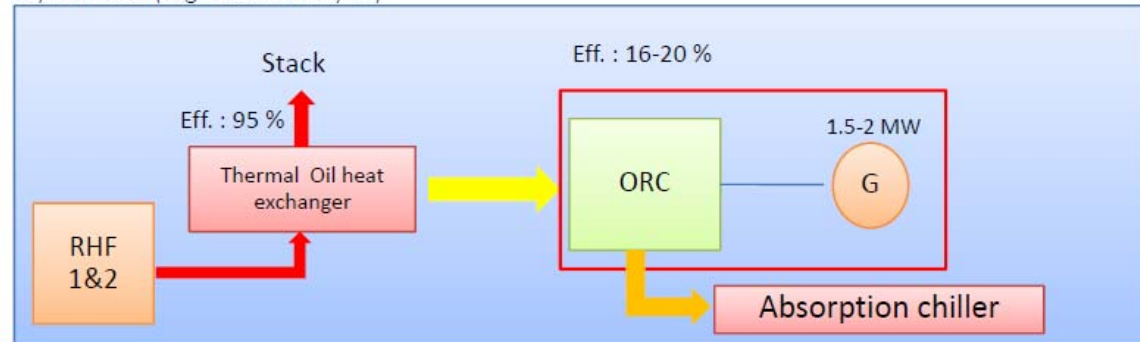 Eff. : 16-20 %
Stack
Eff. : 95 %
1.5-2 MW
Thermal Oil heat
exchanger
ORC
G
RHF
1&2
Absorption chiller